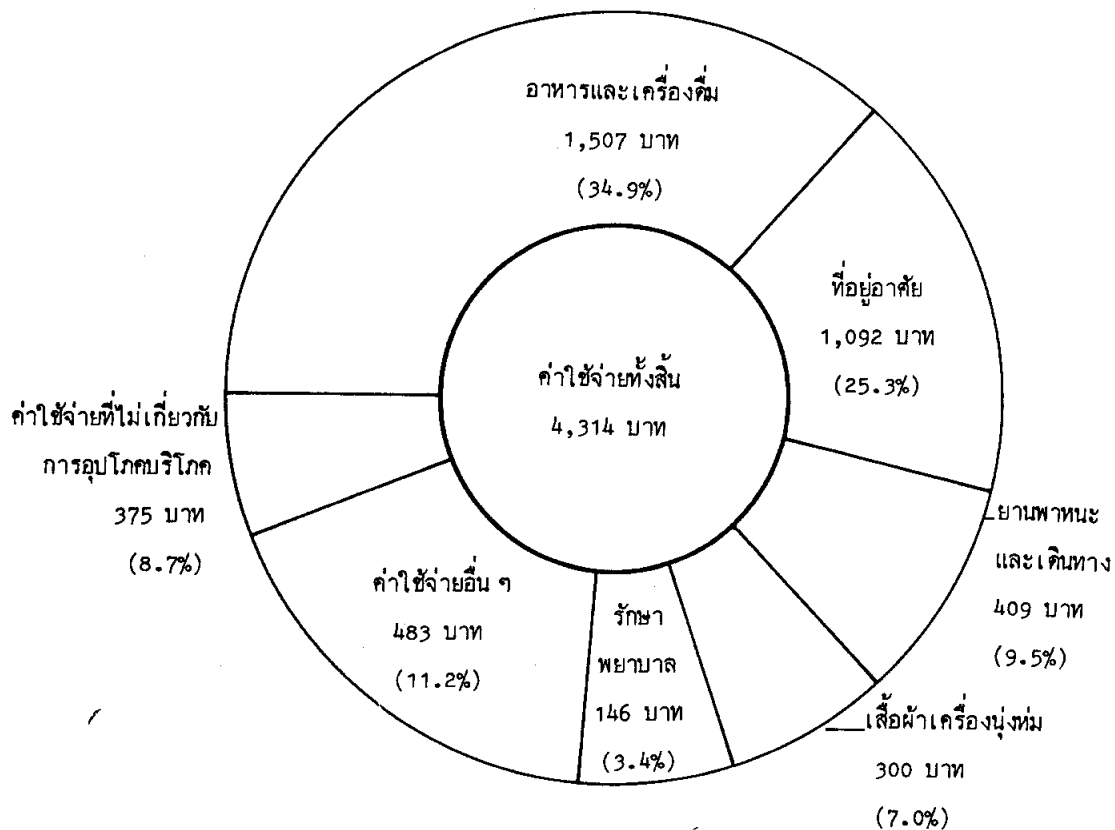 อาหารและเครื่องดื่ม
1,507 บาท
(34.9%)
ที่อยู่อาศัย
1,092 บาท
(25.3%)
ค่าใช้จ่ายทั้งสิ้น
4,314 บาท
ค่าใช้จ่ายที่ไม่เกี่ยวกับ
การอุปโภคบริโภค
375 บาท
(8.7%)
ยานพาหนะ
และเดินทาง
409 บาท
(9.5%)
ค่าใช้จ่ายอื่น ๆ
483 บาท
(11.2%)
รักษา
พยาบาล
146 บาท
(3.4%)
เสื้อผ้าเครื่องนุ่งห่ม
300 บาท
(7.0%)